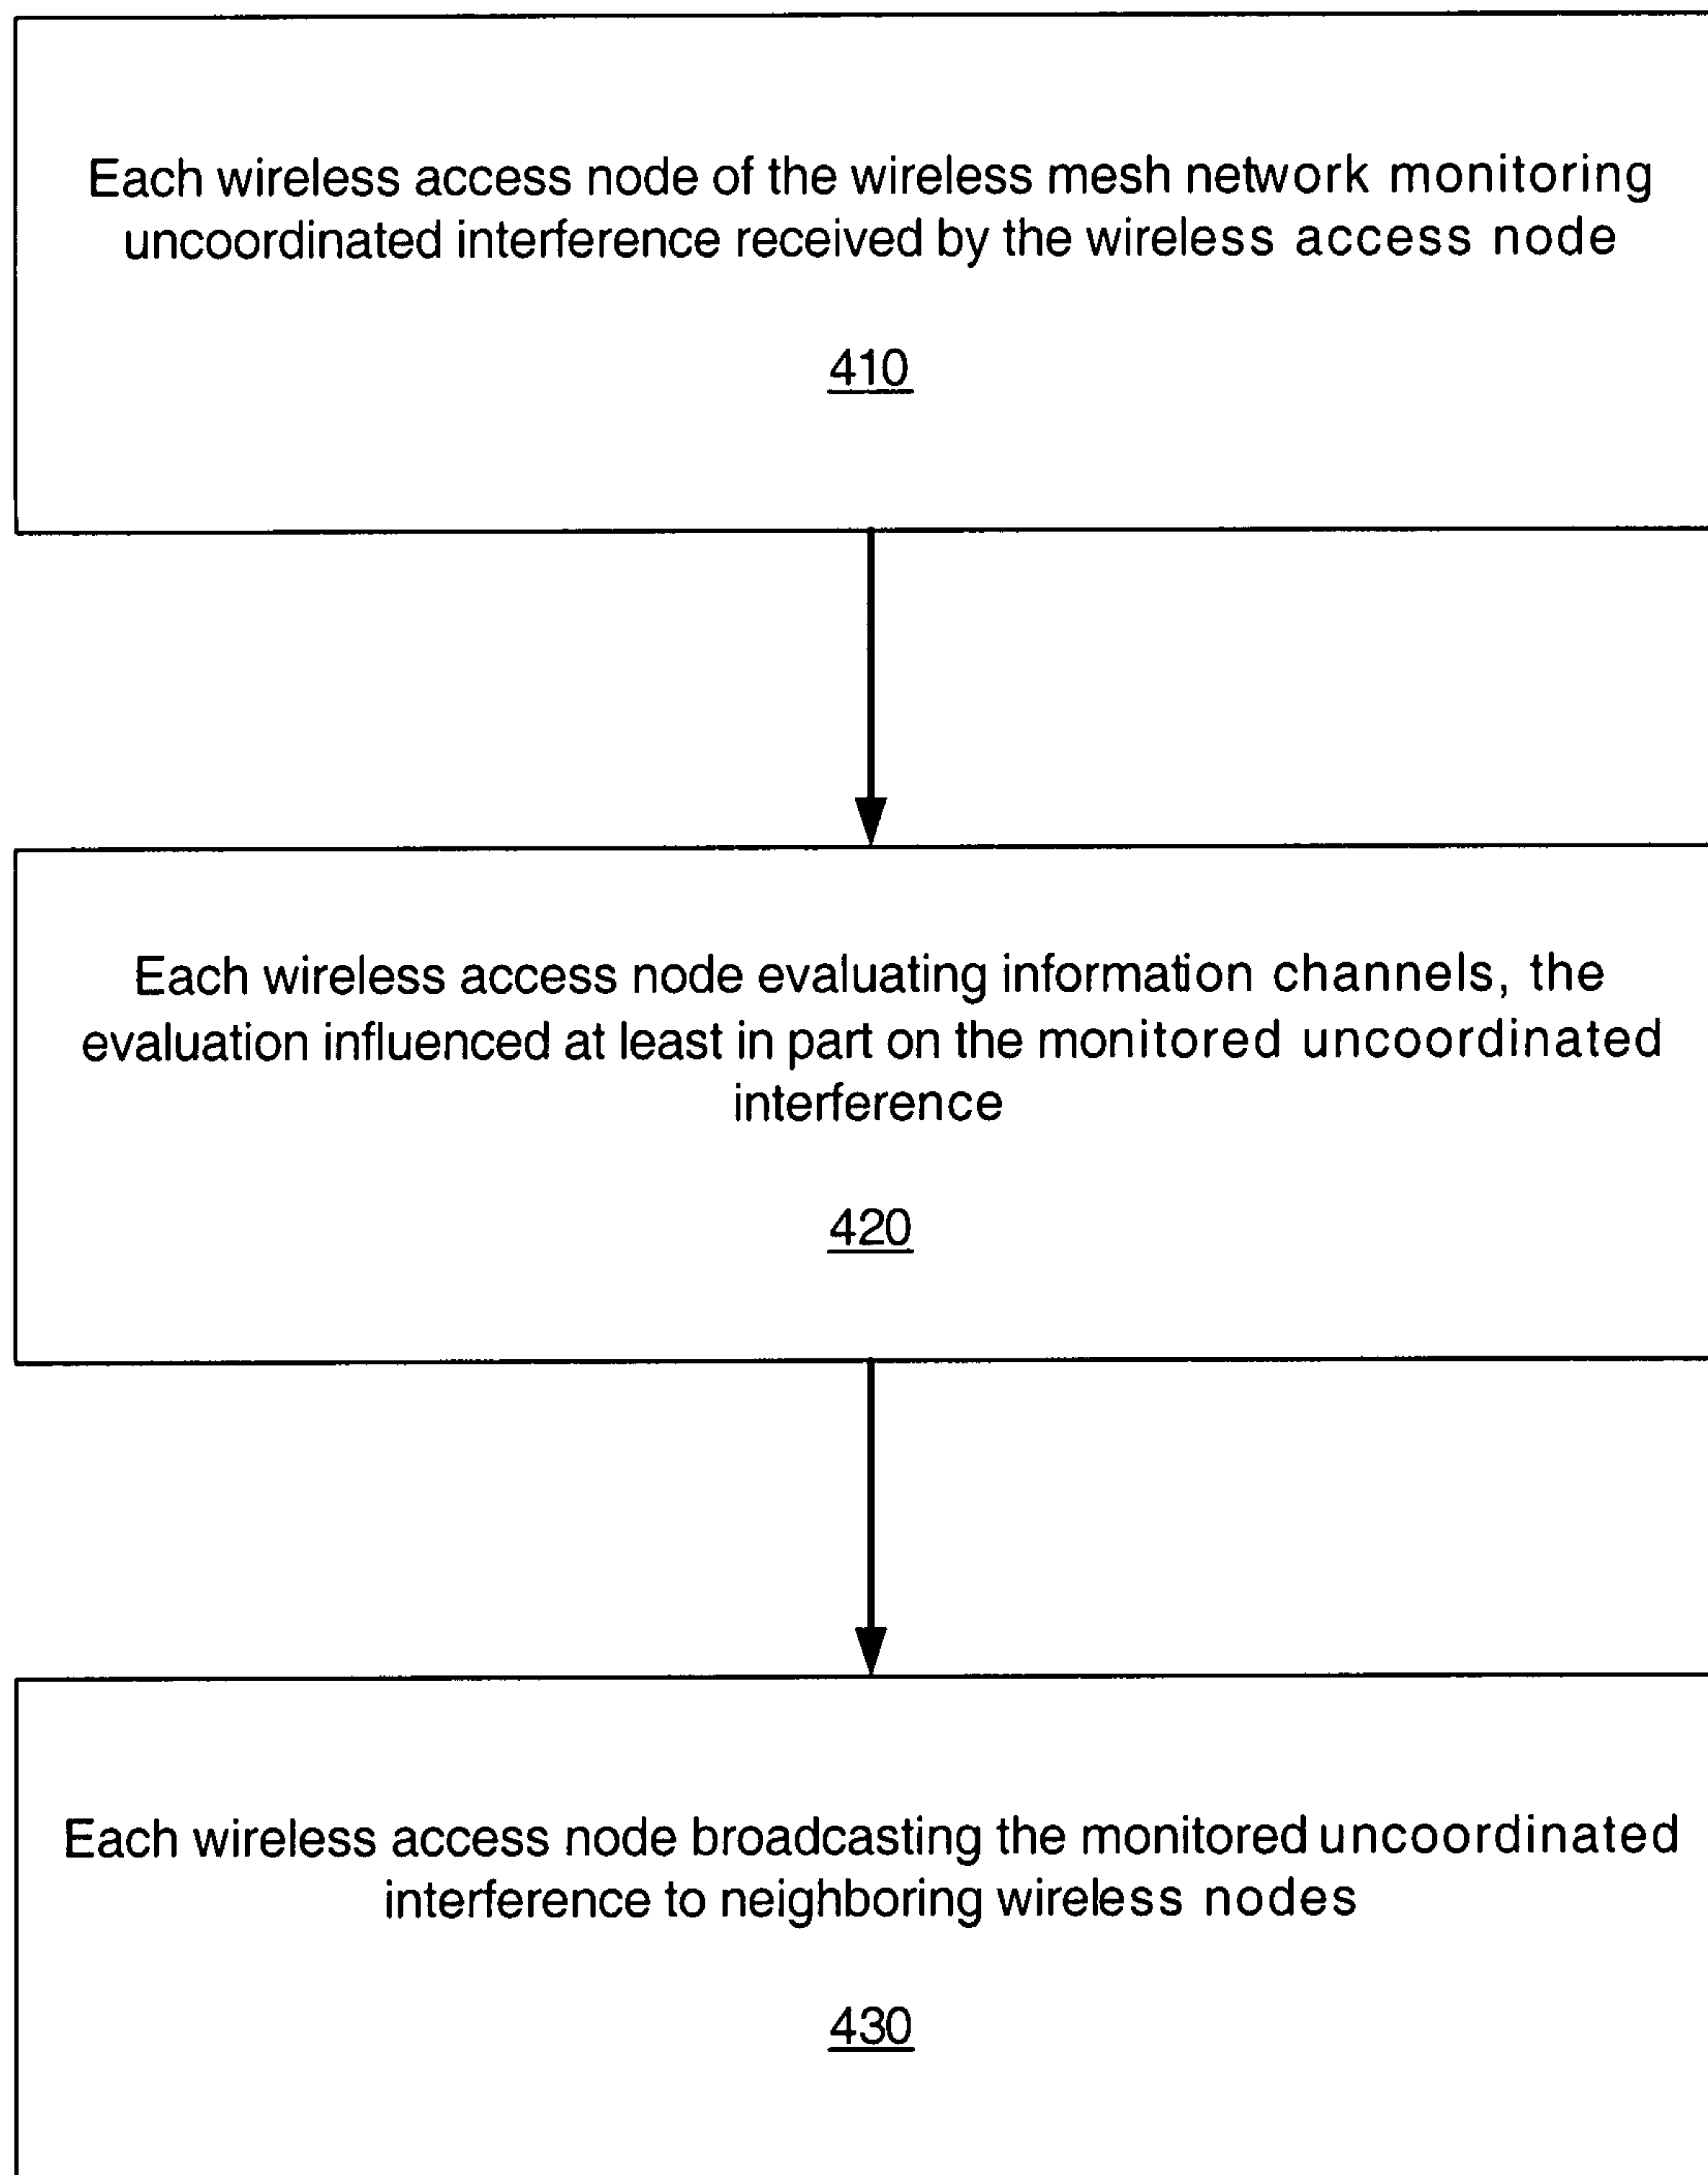 Each wireless access node of the wireless mesh network monitoring
uncoordinated interference received by the wireless access node
410
Each wireless access node evaluating information channels, the
evaluation influenced at least in part on the monitored uncoordinated
interference
420
Each wireless access node broadcasting the monitored uncoordinated
interference to neighboring wireless nodes
430